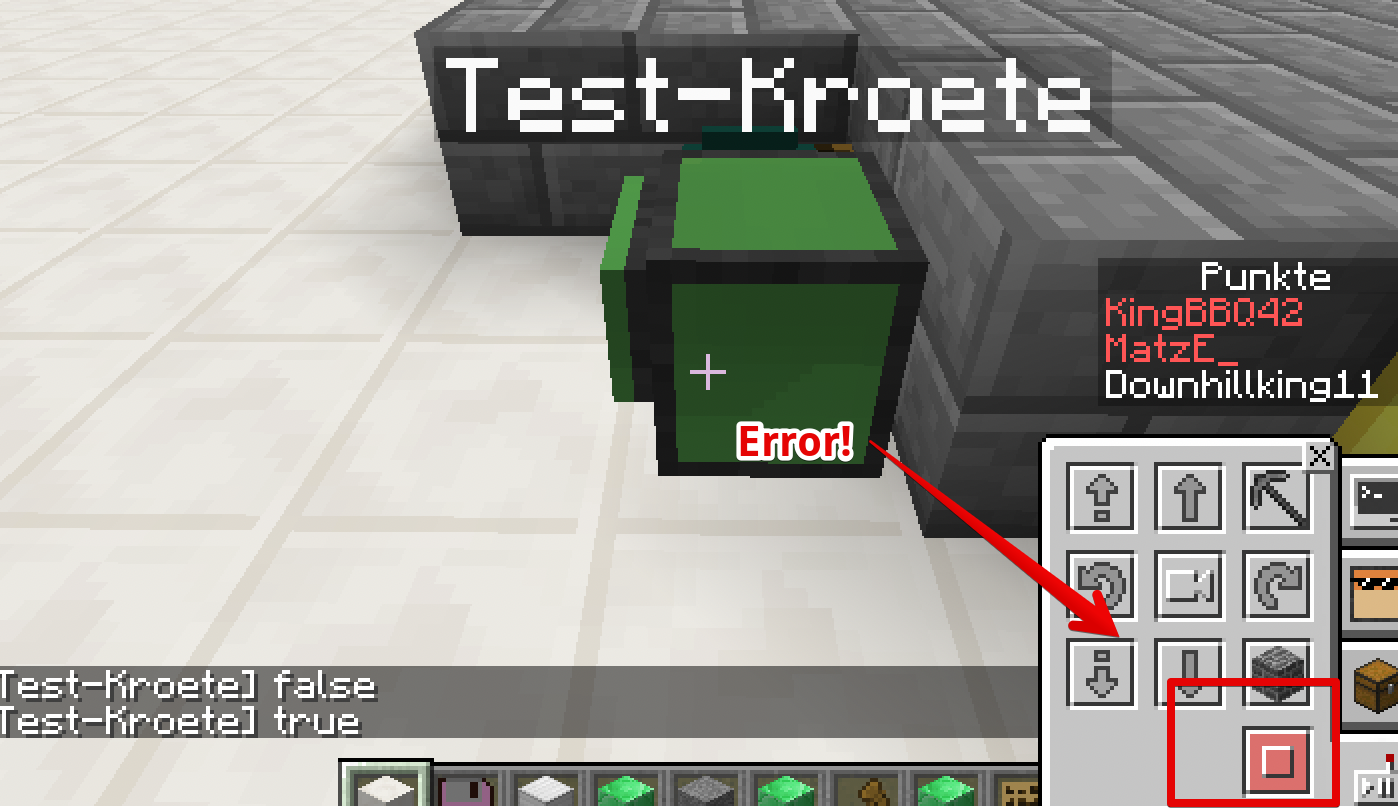 Test-Kroete
Punkte
KingBBQ42
MatzE_
Downhillking11
Error!
Test-Kroete] false
Test-Kroete] true